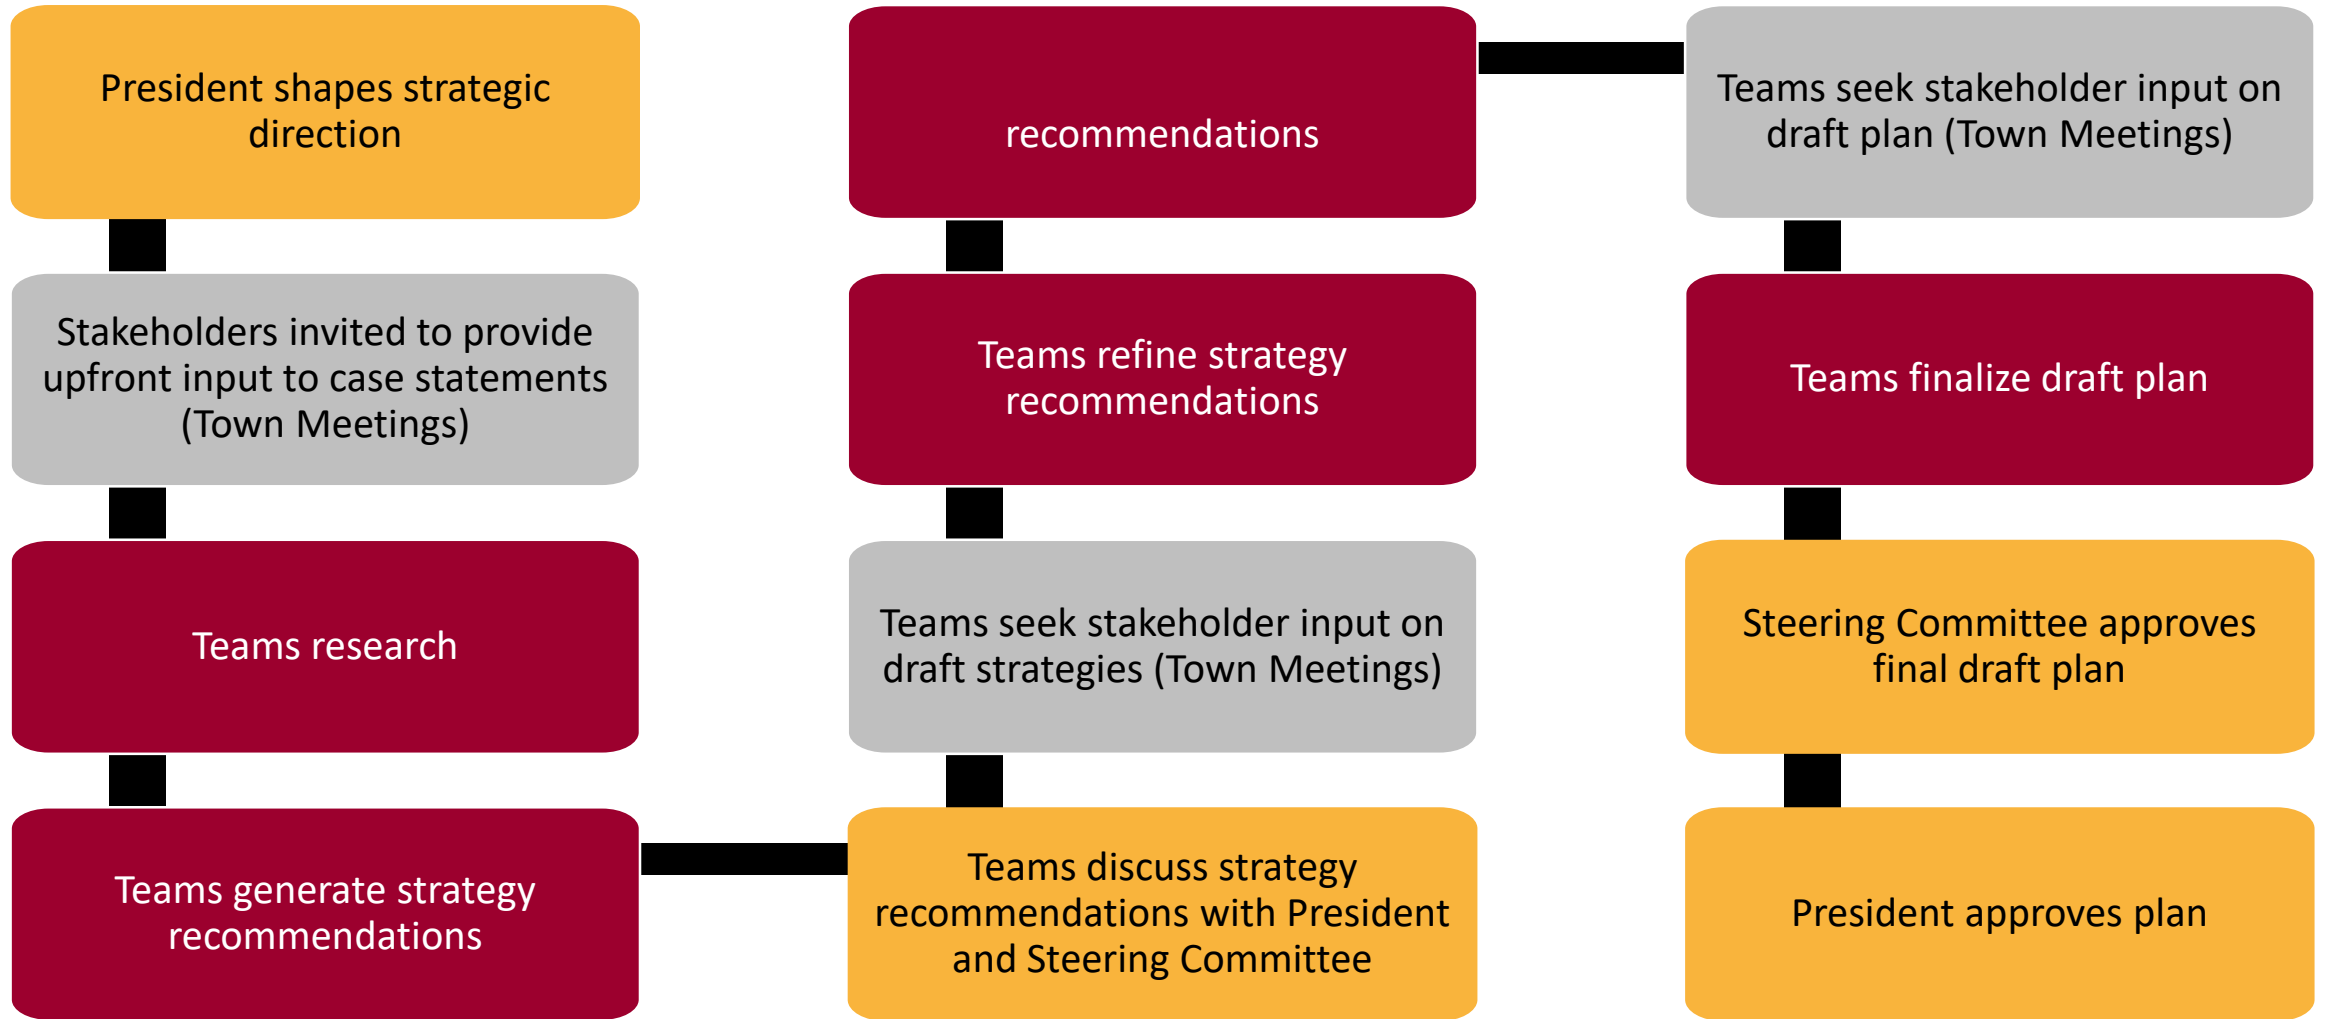 President shapes strategic
direction
Stakeholders invited to provide
upfront input to case statements
(Town Meetings)
Teams research
Teams generate strategy
recommendations
Teams discuss strategy
recommendations with President
and Steering Committee
Teams seek stakeholder input on
draft strategies (Town Meetings)
Teams refine strategy
recommendations
recommendations
Teams seek stakeholder input on
draft plan (Town Meetings)
Teams finalize draft plan
Steering Committee approves
final draft plan
President approves plan